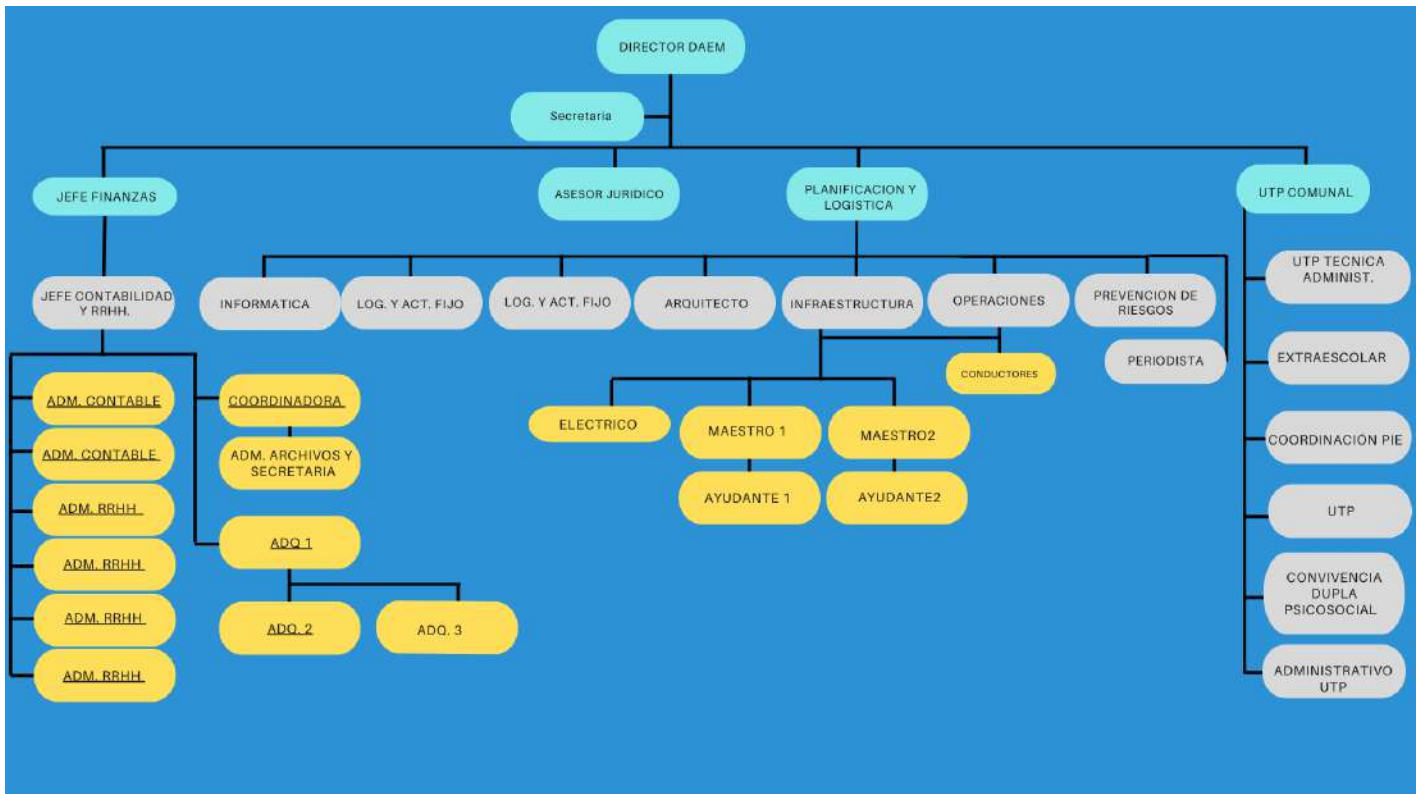 DIRECTOR DAEM
Secretaria
JEFE FINANZAS
ASESOR JURIDICO
PLANIFICACION Y
LOGISTICA
UTP COMUNAL
JEFE CONTABILIDAD
Y RRHH.
INFORMATICA
LOG. Y ACT. FIJO
LOG. Y ACT. FIJO
ARQUITECTO
INFRAESTRUCTURA
OPERACIONES
PREVENCION DE
RIESGOS
PERIODISTA
UTP TECNICA
ADMINIST.
EXTRAESCOLAR
COORDINACIÓN PIE
UTP
CONVIVENCIA
DUPLA
PSICOSOCIAL
ADMINISTRATIVO
UTP
ADM. CONTABLE
ADM. CONTABLE
ADM. RRHH
ADM. RRHH
ADM. RRHH
ADM. RRHH
COORDINADORA
ADM. ARCHIVOS Y
SECRETARIA
ADQ 1
ADQ. 2
ADQ. 3
CONDUCTORES
ELECTRICO
MAESTRO 1
MAESTRO2
AYUDANTE 1
AYUDANTE2